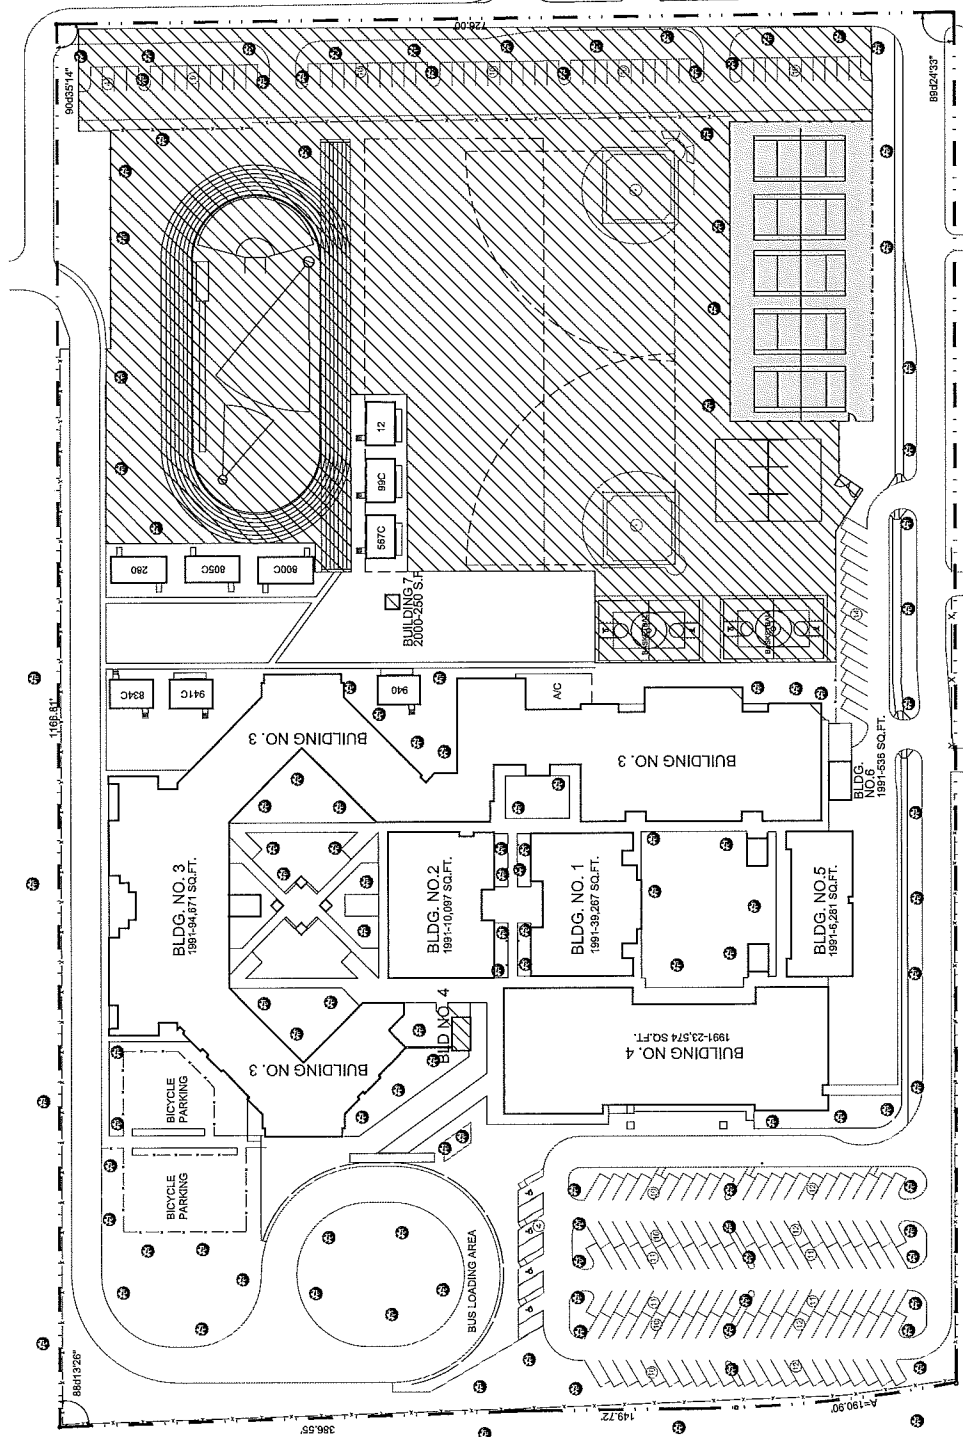 726.00'
90d35'14"
89d24'33"
12
99C
567C
280
805C
800C
BUILDING 7
2000-250 S.F.
BASKETBALL
BASKETBALL
834C
941C
940
A/C
1166.81'
BUILDING NO. 3
BUILDING NO. 3
BLDG.
NO.6
1991-536 SQ.FT.
BLDG. NO. 3
1991-94,671 SQ.FT.
BLDG. NO.2
1991-10,097 SQ.FT.
BLDG. NO. 1
1991-39,267 SQ.FT.
BLDG. NO.5
1991-6,281 SQ.FT.
BLD NO. 4
BUILDING NO. 3
BUILDING NO. 4
1991-23,574 SQ.FT.
BICYCLE
PARKING
BICYCLE
PARKING
BUS LOADING AREA
88d13'26"
386.55'
149.72'
A=190.90'